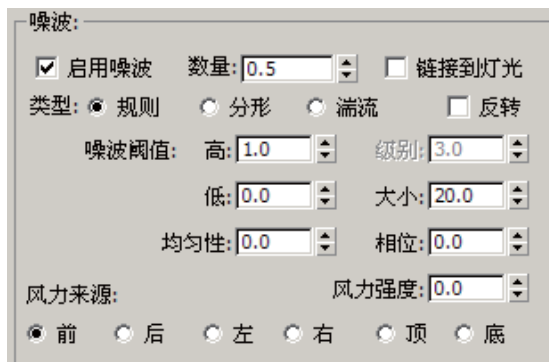 噪波:
启用噪波 数量: 0.5 链接到灯光
类型: 规则 分形 湍流 反转
噪波阈值: 高: 1.0 级别: 3.0
低: 0.0 大小: 20.0
均匀性: 0.0 相位: 0.0
风力来源: 风力强度: 0.0
前 后 左 右 顶 底